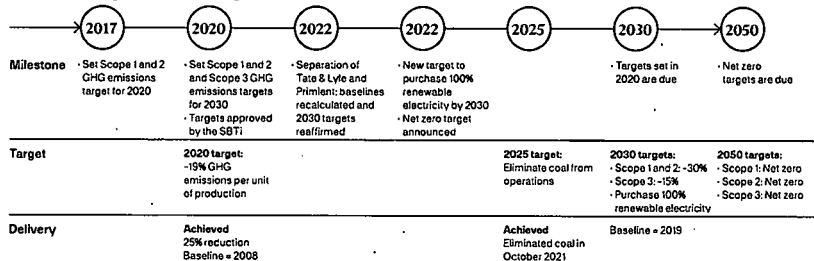 2017 2020 2022 2022 2025 2030 2050
Milestone
· Set Scope 1 and 2
GHG emissions
target for 2020
· Set Scope 1 and 2
and Scope 3 GHG
emissions targets
for 2030
· Targets approved
by the SBTi
· Separation of
Tate & Lyle and
Primient: baselines
recalculated and
2030 targets
reaffirmed
· New target to
purchase 100%
renewable
electricity by 2030
· Net zero target
announced
· Targets set in
2020 are due
· Net zero
targets are due
Target
2020 target:
-19% GHG
emissions per unit
of production
2025 target:
Eliminate coal from
operations
2030 targets:
· Scope 1 and 2: -30%
· Scope 3: -15%
· Purchase 100%
renewable electricity
2050 targets:
· Scope 1: Net zero
· Scope 2: Net zero
· Scope 3: Net zero
Delivery
Achieved
25% reduction
Baseline = 2008
Achieved
Eliminated coal in
October 2021
Baseline = 2019